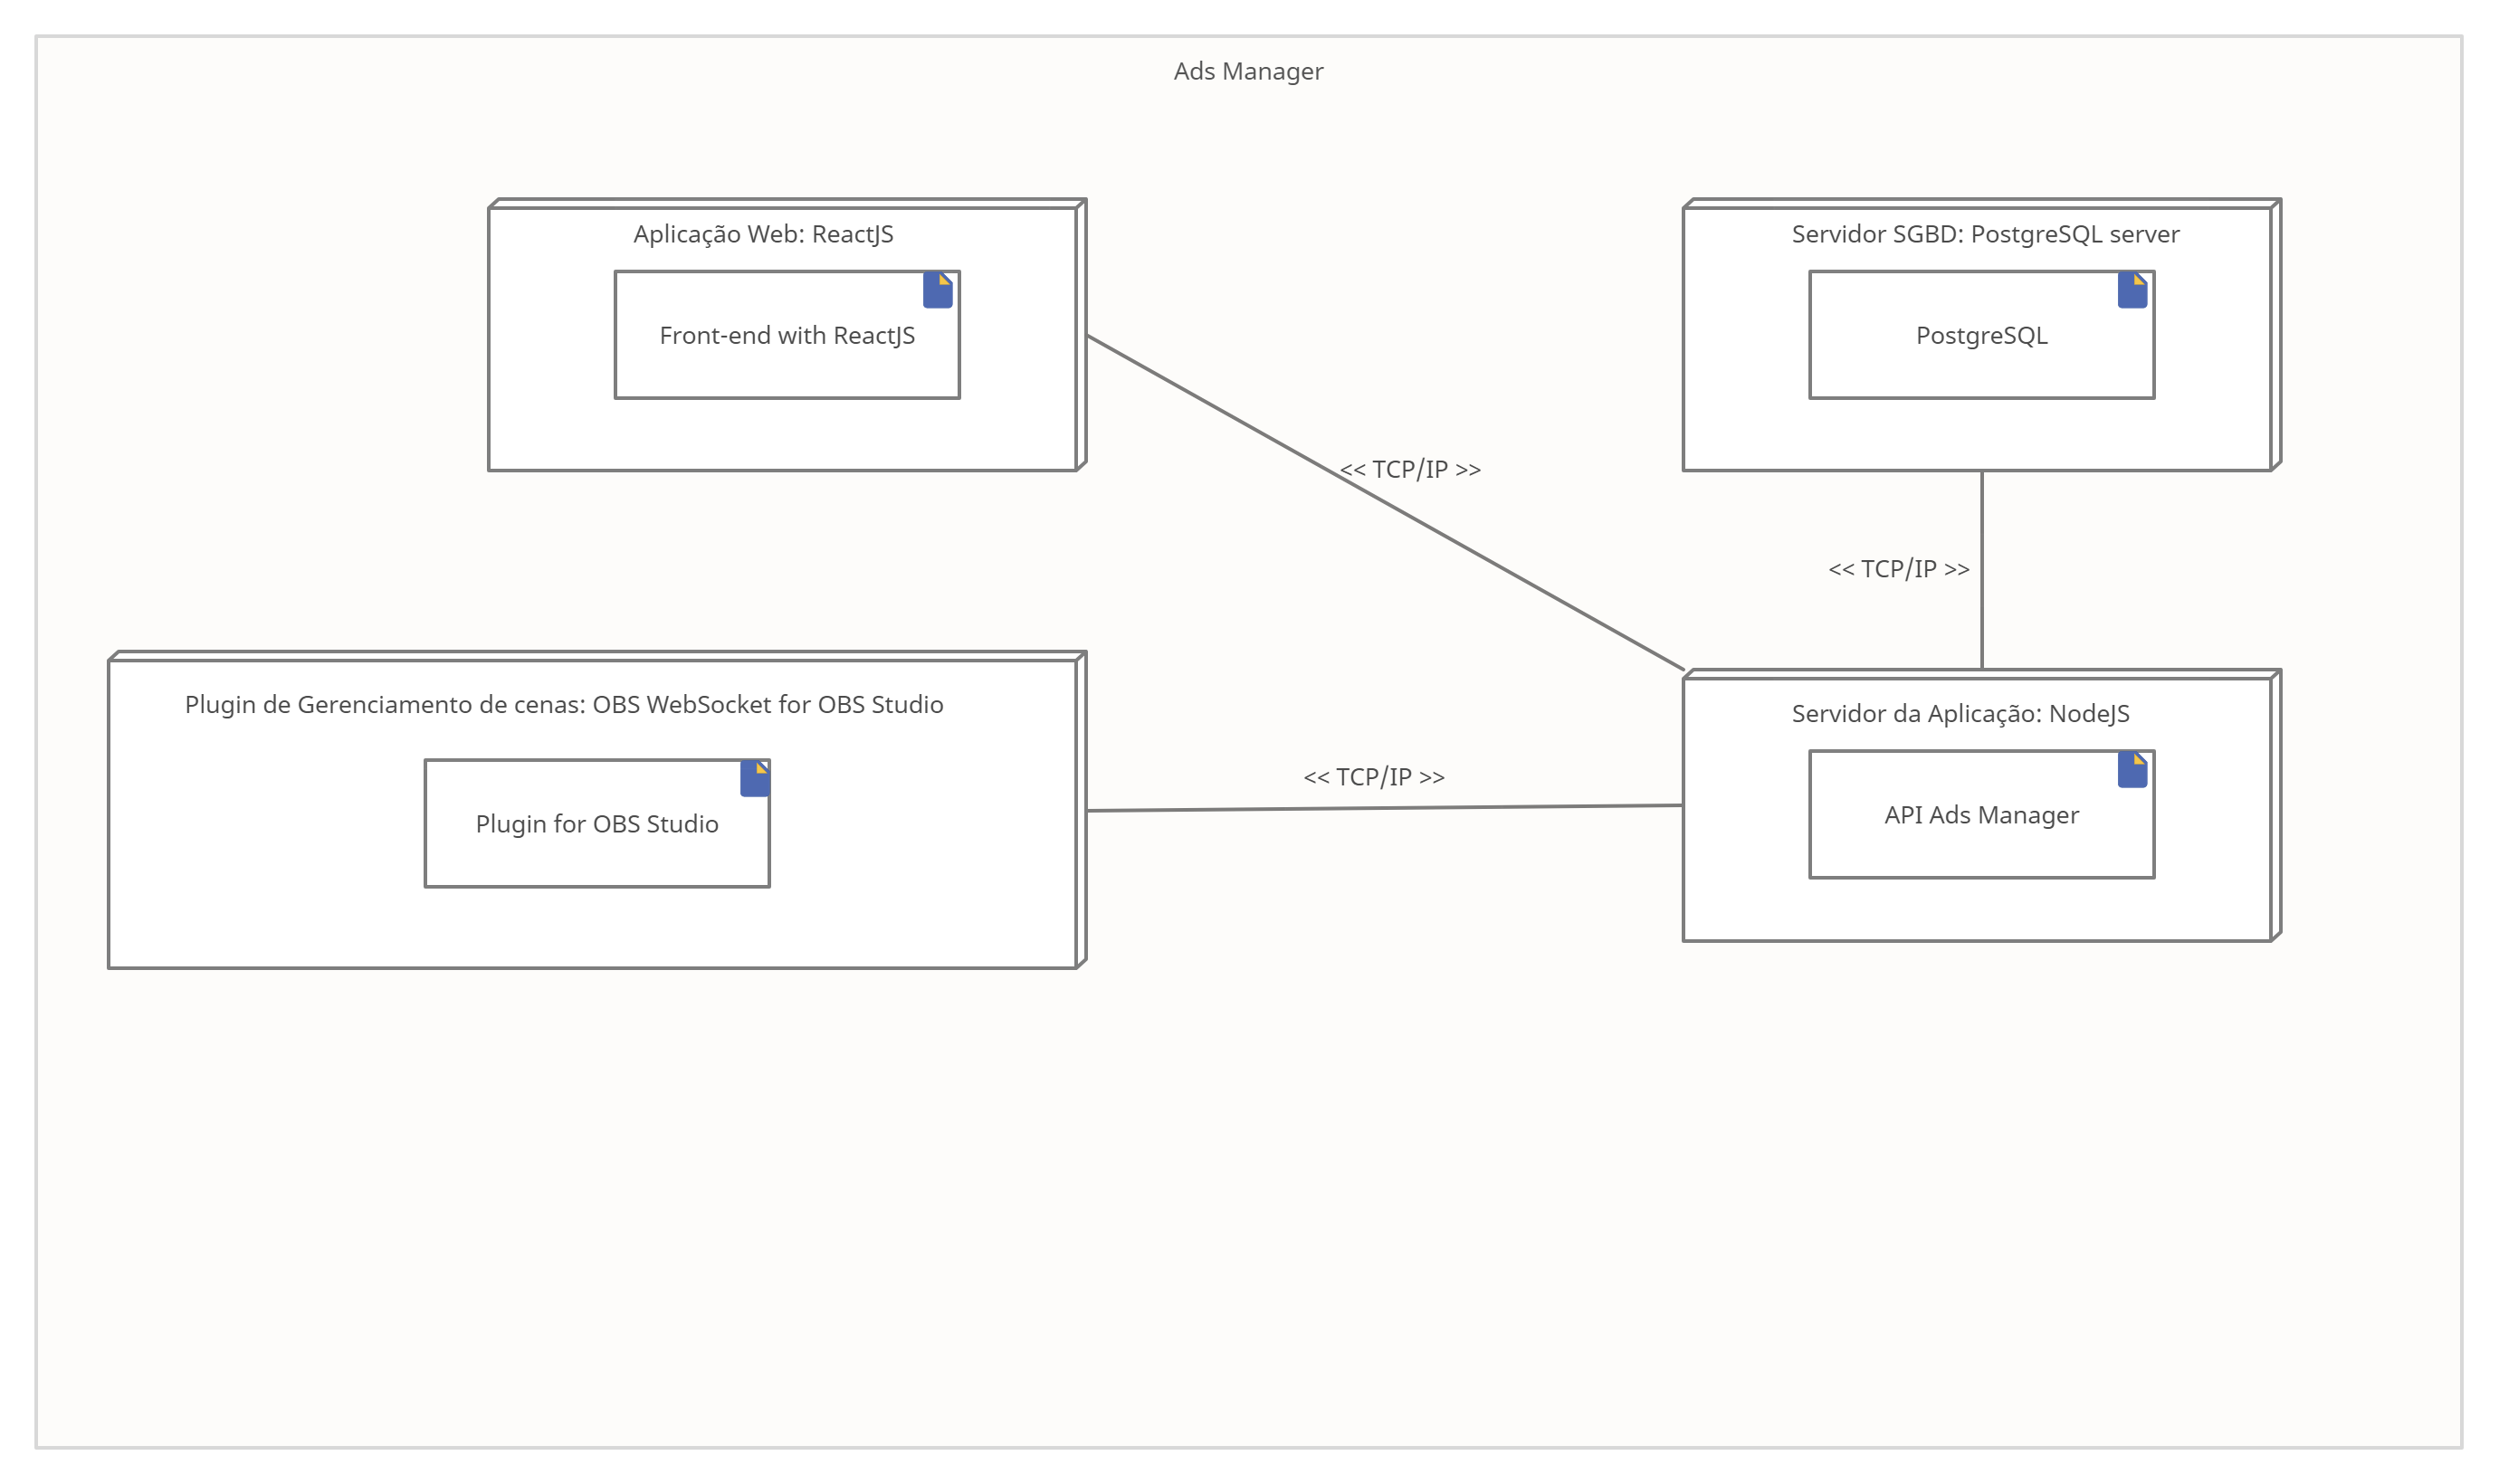 Ads Manager
Aplicação Web: ReactJS
Front-end with ReactJS
Servidor SGBD: PostgreSQL server
PostgreSQL
<< TCP/IP >>
<< TCP/IP >>
Plugin de Gerenciamento de cenas: OBS WebSocket for OBS Studio
Plugin for OBS Studio
<< TCP/IP >>
Servidor da Aplicação: NodeJS
API Ads Manager